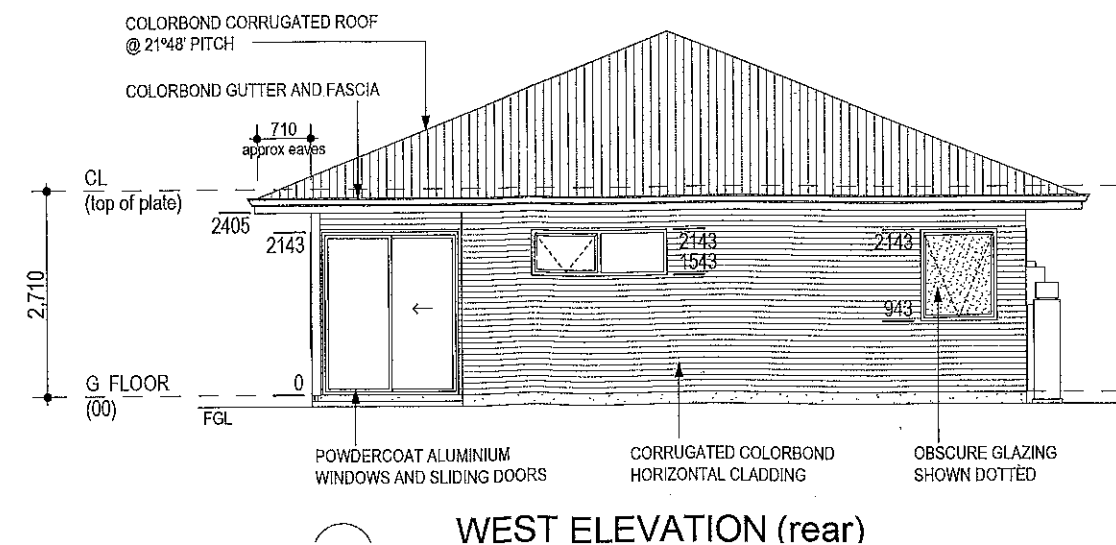 COLORBOND CORRUGATED ROOF
@ 21º48' PITCH
COLORBOND GUTTER AND FASCIA
710
approx eaves
CL
(top of plate)
2405
2143
2143
1543
2143
943
2,710
G FLOOR
(00)
0
FGL
POWDERCOAT ALUMINIUM
WINDOWS AND SLIDING DOORS
CORRUGATED COLORBOND
HORIZONTAL CLADDING
OBSCURE GLAZING
SHOWN DOTTED
WEST ELEVATION (rear)